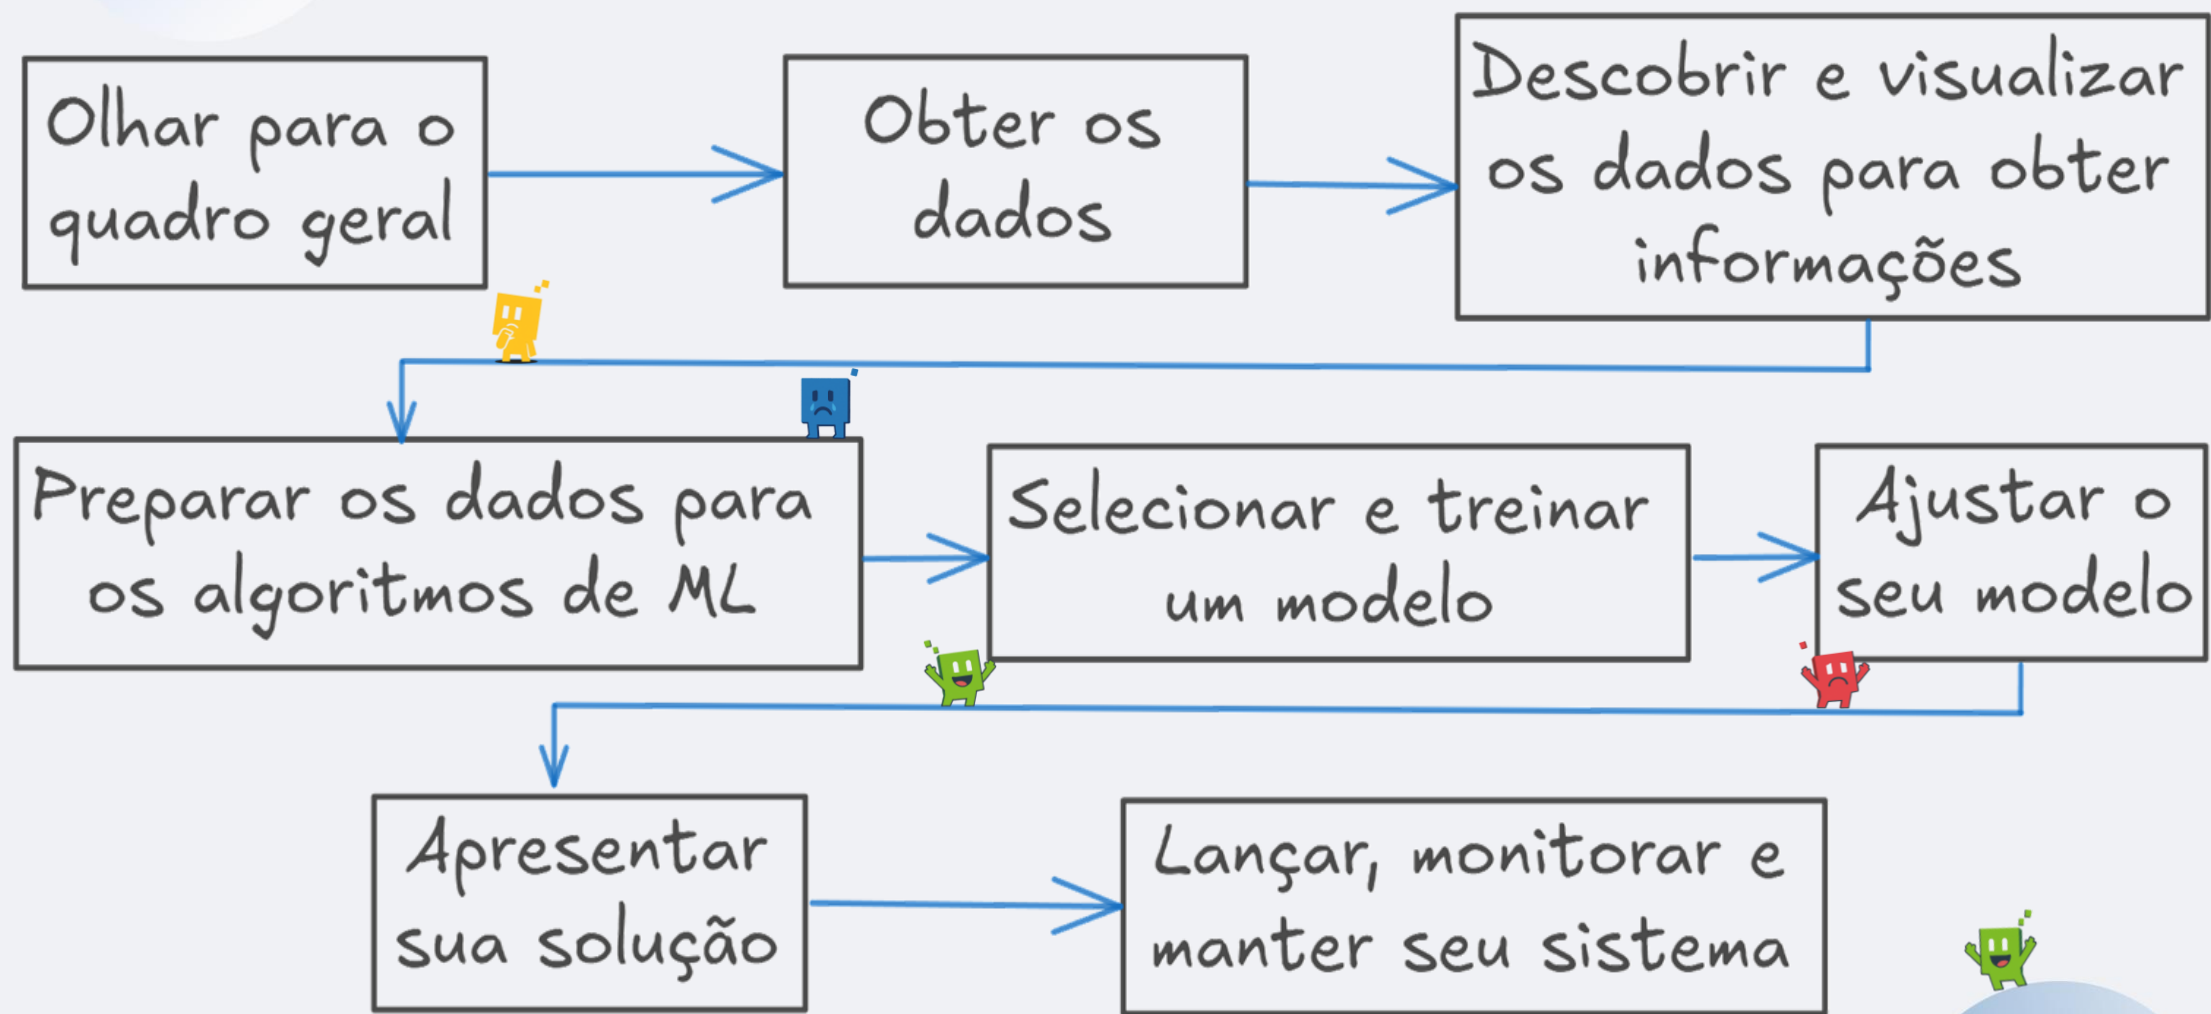 Olhar para o
quadro geral
Obter os
dados
Descobrir e visualizar
os dados para obter
informações
Preparar os dados para
os algoritmos de ML
Selecionar e treinar
um modelo
Ajustar o
seu modelo
Apresentar
sua solução
Lançar, monitorar e
manter seu sistema